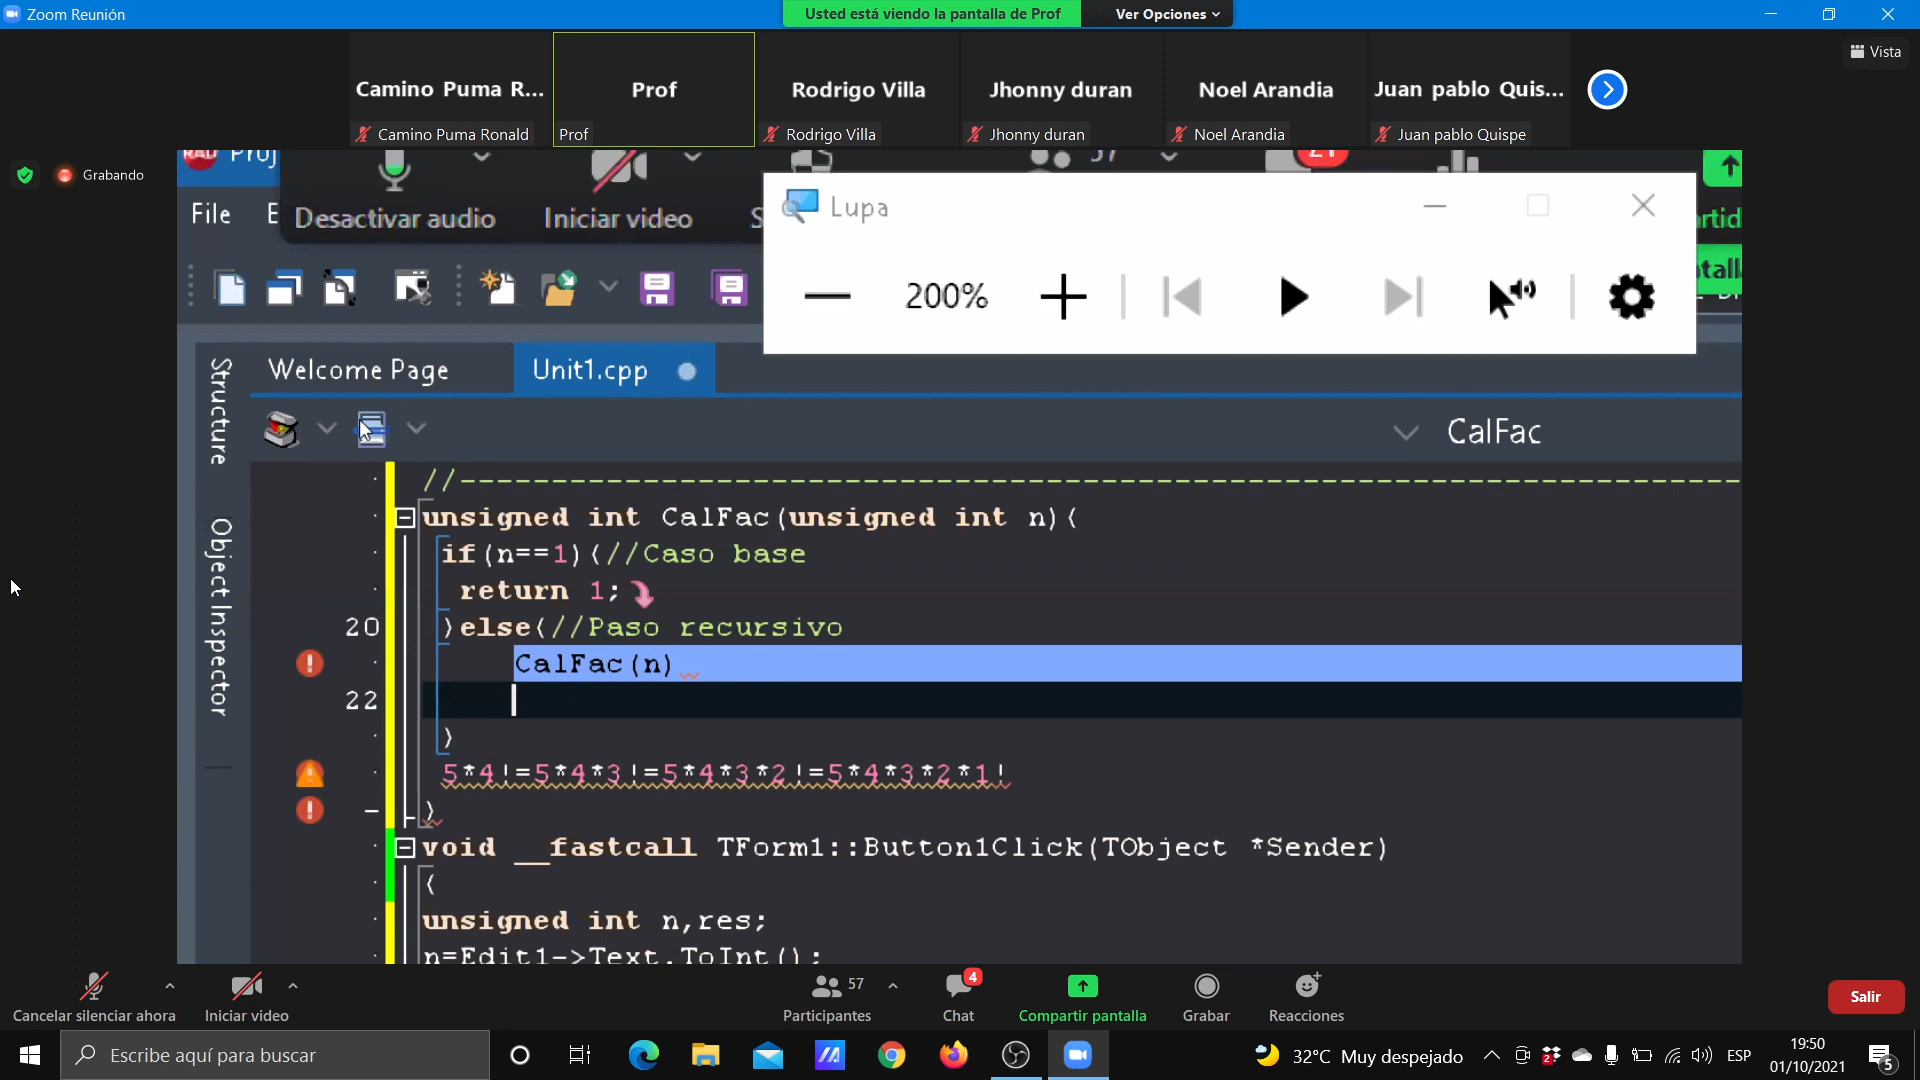 Zoom Reunión
Usted está viendo la pantalla de Prof
Ver Opciones
Vista
Camino Puma R...
Prof
Rodrigo Villa
Jhonny duran
Noel Arandia
Juan pablo Quis...
Camino Puma Ronald
Prof
Rodrigo Villa
Jhonny duran
Noel Arandia
Juan pablo Quispe
Grabando
File
Desactivar audio
Iniciar video
Lupa
200%
Structure
Object Inspector
Welcome Page
Unit1.cpp
CalFac
//----------------------------------------------------------------------
unsigned int CalFac(unsigned int n){
if(n==1){//Caso base
return 1;
20 }else{//Paso recursivo
CalFac(n)
22
}
5*4!=5*4*3!=5*4*3*2!=5*4*3*2*1!
}
void __fastcall TForm1::Button1Click(TObject *Sender)
{
unsigned int n,res;
n=Edit1->Text.ToInt();
Cancelar silenciar ahora
Iniciar video
57
Participantes
4
Chat
Compartir pantalla
Grabar
Reacciones
Salir
Escribe aquí para buscar
32°C Muy despejado
2
ESP
19:50
01/10/2021
5